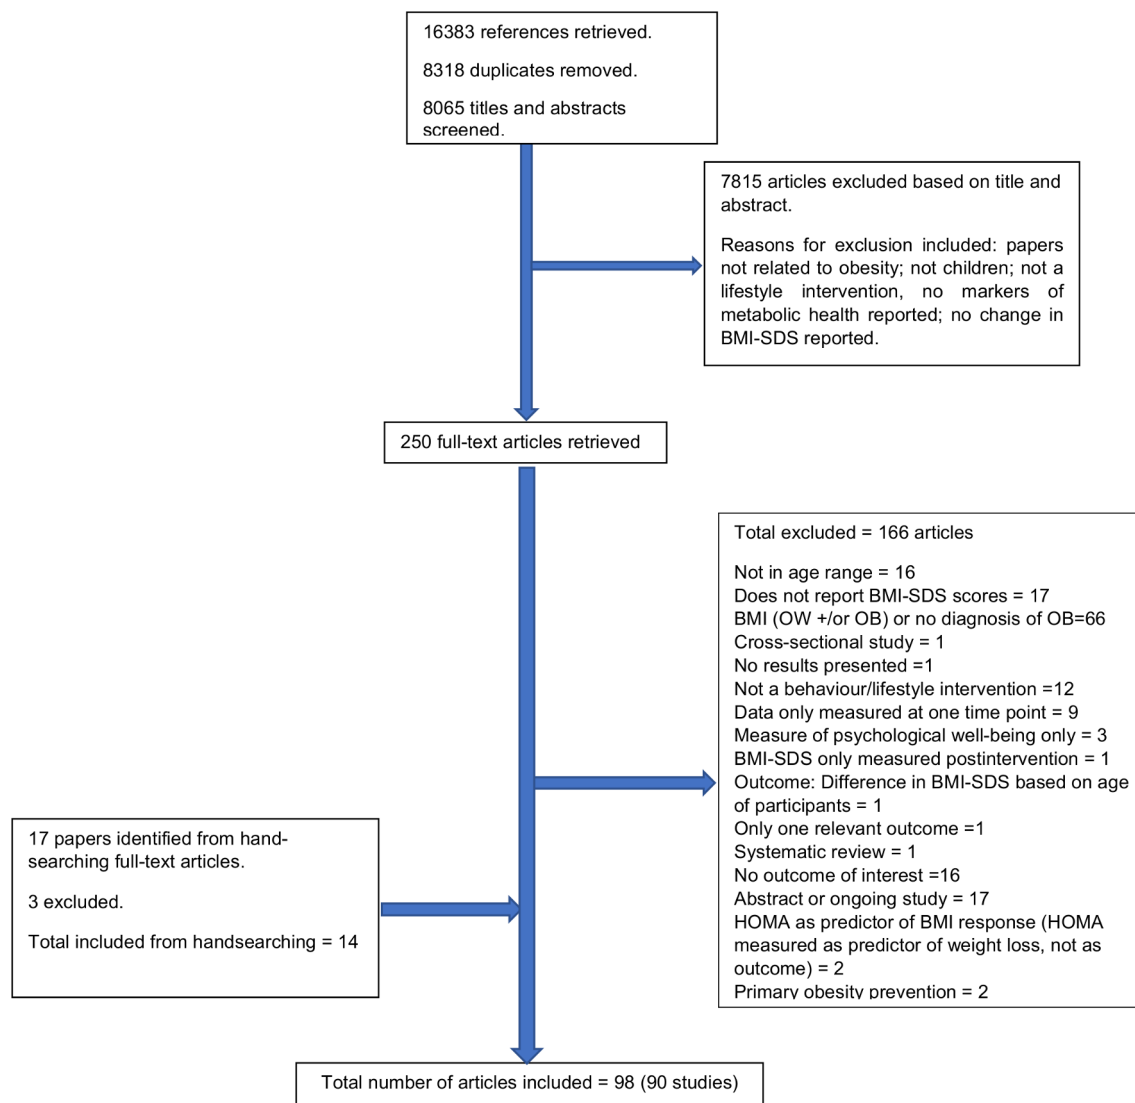 16383 references retrieved.
8318 duplicates removed.
8065 titles and abstracts
screened.
7815 articles excluded based on title and
abstract.
Reasons for exclusion included: papers
not related to obesity; not children; not a
lifestyle intervention, no markers of
metabolic health reported; no change in
BMI-SDS reported.
250 full-text articles retrieved
Total excluded = 166 articles
Not in age range = 16
Does not report BMI-SDS scores = 17
BMI (OW +/or OB) or no diagnosis of OB=66
Cross-sectional study = 1
No results presented =1
Not a behaviour/lifestyle intervention =12
Data only measured at one time point = 9
Measure of psychological well-being only = 3
BMI-SDS only measured postintervention = 1
Outcome: Difference in BMI-SDS based on age
of participants = 1
Only one relevant outcome =1
Systematic review = 1
No outcome of interest =16
Abstract or ongoing study = 17
HOMA as predictor of BMI response (HOMA
measured as predictor of weight loss, not as
outcome) = 2
Primary obesity prevention = 2
17 papers identified from hand-
searching full-text articles.
3 excluded.
Total included from handsearching = 14
Total number of articles included = 98 (90 studies)